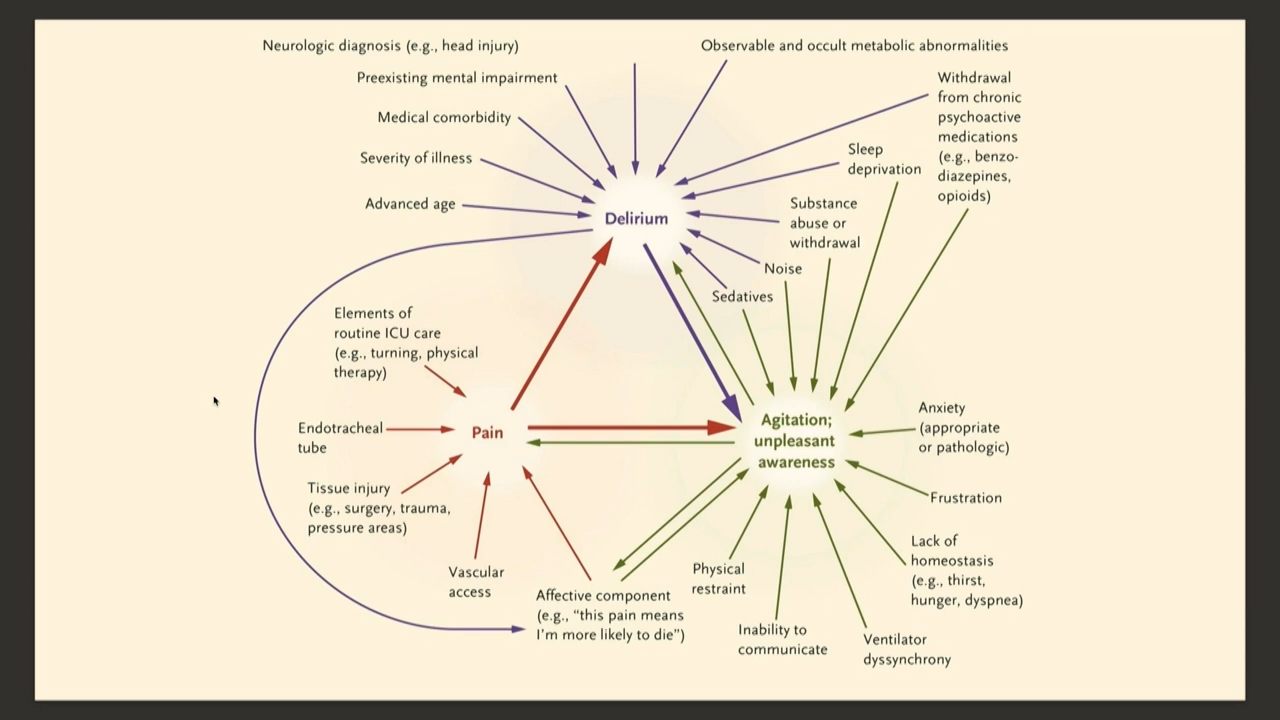 Neurologic diagnosis (e.g., head injury)
Observable and occult metabolic abnormalities
Preexisting mental impairment
Medical comorbidity
Severity of illness
Advanced age
Withdrawal
from chronic
psychoactive
medications
(e.g., benzo-
diazepines,
opioids)
Sleep
deprivation
Substance
abuse or
withdrawal
Noise
Sedatives
Delirium
Elements of
routine ICU care
(e.g., turning, physical
therapy)
Endotracheal
tube
Pain
Tissue injury
(e.g., surgery, trauma,
pressure areas)
Vascular
access
Affective component
(e.g., “this pain means
I’m more likely to die”)
Agitation;
unpleasant
awareness
Anxiety
(appropriate
or pathologic)
Frustration
Lack of
homeostasis
(e.g., thirst,
hunger, dyspnea)
Physical
restraint
Inability to
communicate
Ventilator
dyssynchrony